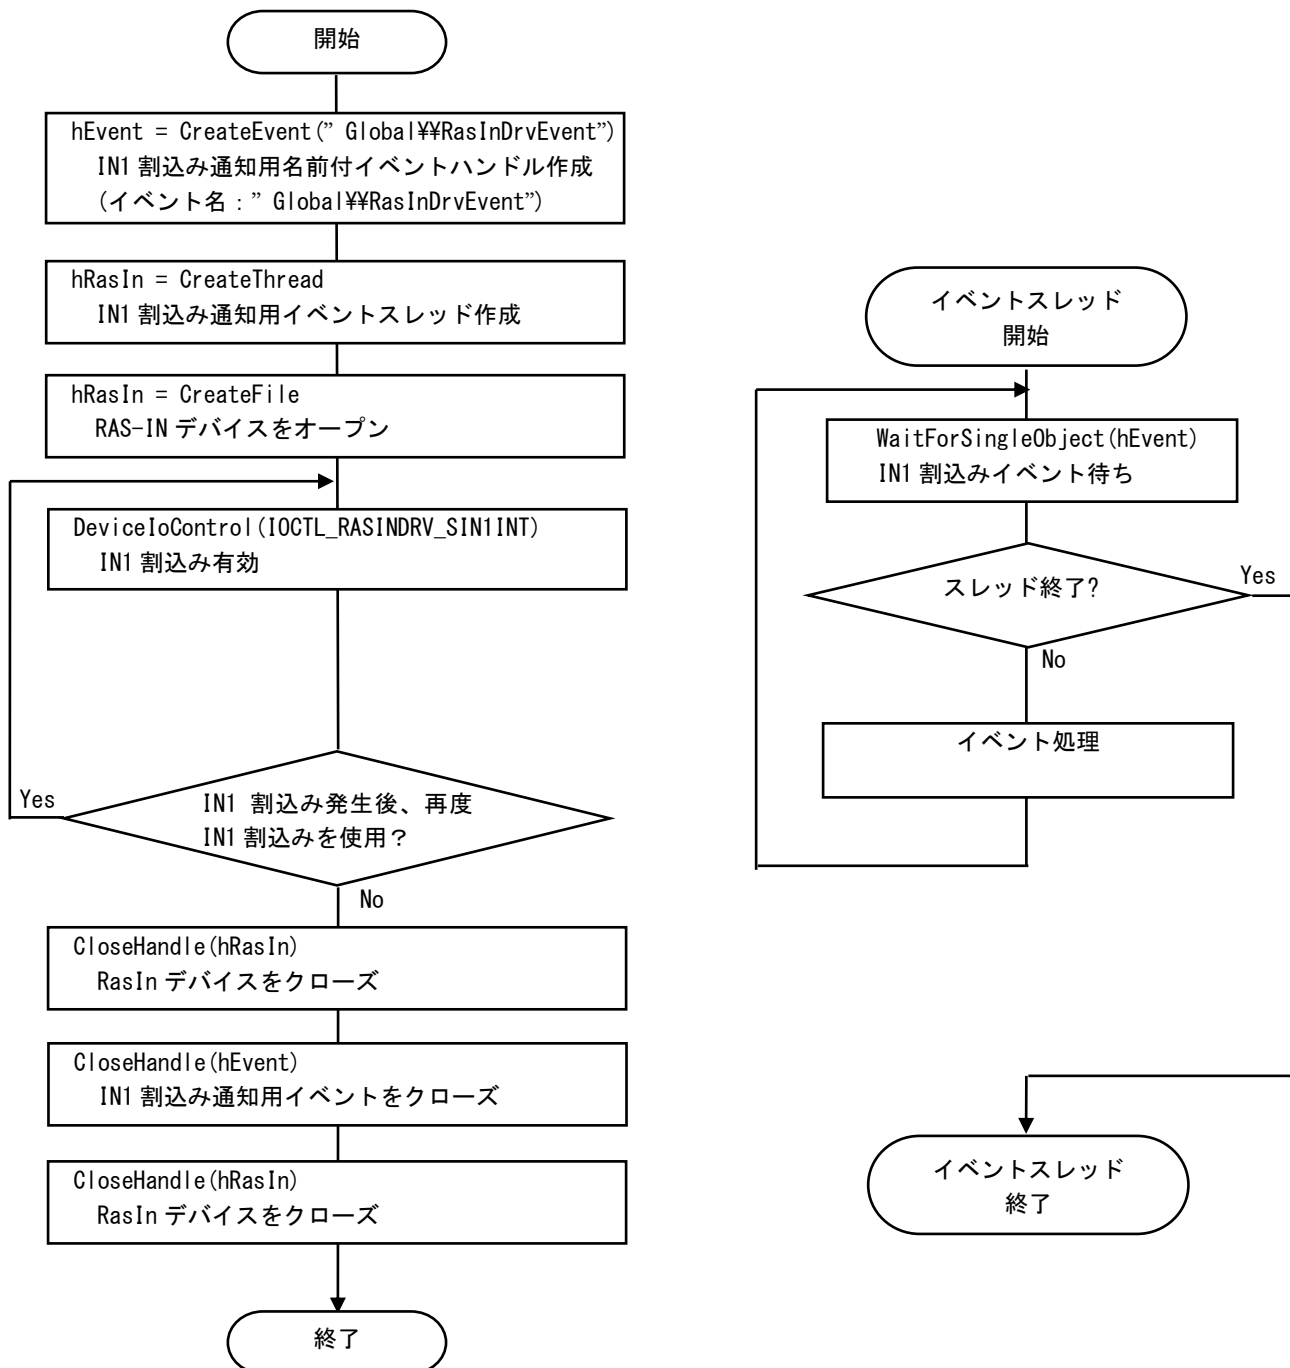 開始
hEvent = CreateEvent(” Global¥¥RasInDrvEvent”)
IN1 割込み通知用名前付イベントハンドル作成
(イベント名：” Global¥¥RasInDrvEvent”)
hRasIn = CreateThread
IN1 割込み通知用イベントスレッド作成
hRasIn = CreateFile
RAS-IN デバイスをオープン
DeviceIoControl(IOCTL_RASINDRV_SIN1INT)
IN1 割込み有効
Yes
IN1 割込み発生後、再度
IN1 割込みを使用？
No
CloseHandle(hRasIn)
RasIn デバイスをクローズ
CloseHandle(hEvent)
IN1 割込み通知用イベントをクローズ
CloseHandle(hRasIn)
RasIn デバイスをクローズ
終了
イベントスレッド
開始
WaitForSingleObject(hEvent)
IN1 割込みイベント待ち
スレッド終了?
Yes
No
イベント処理
イベントスレッド
終了